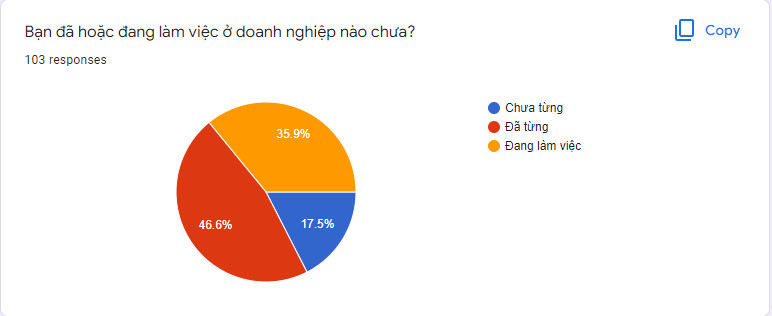 Bạn đã hoặc đang làm việc ở doanh nghiệp nào chưa?
Copy
103 responses
Chưa từng
Đã từng
Đang làm việc
35.9%
46.6%
17.5%